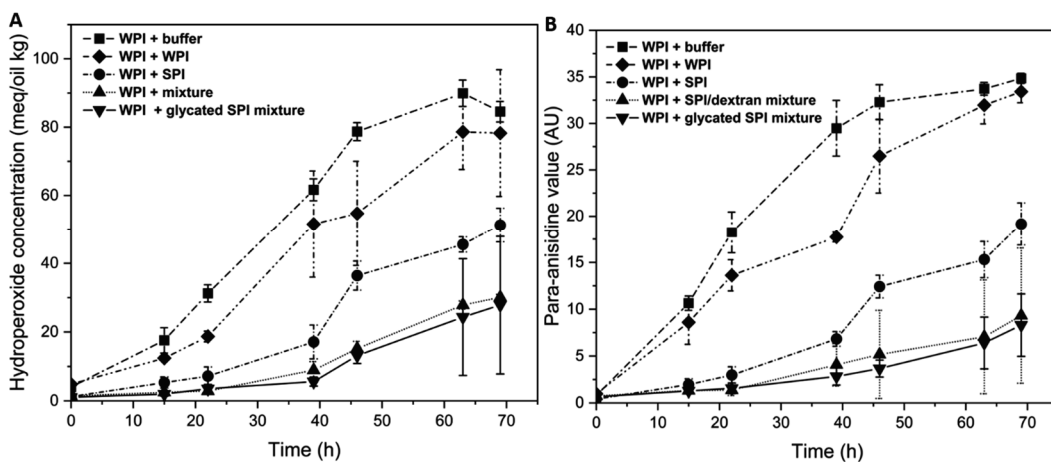 A
WPI + buffer
WPI + WPI
WPI + SPI
WPI + mixture
WPI + glycated SPI mixture
Hydroperoxide concentration (meq/oil kg)
100
80
60
40
20
0
0 10 20 30 40 50 60 70
Time (h)
B
WPI + buffer
WPI + WPI
WPI + SPI
WPI + SPI/dextran mixture
WPI + glycated SPI mixture
Para-anisidine value (AU)
40
35
30
25
20
15
10
5
0
0 10 20 30 40 50 60 70
Time (h)